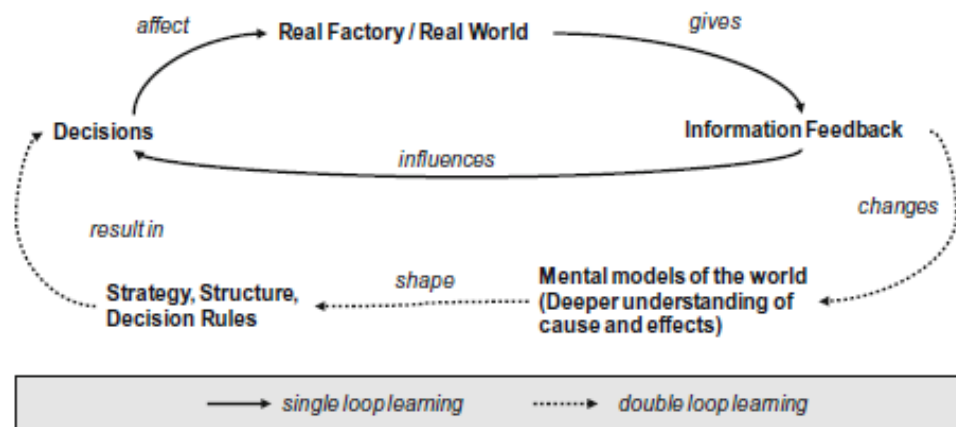 affect
Real Factory / Real World
gives
Decisions
Information Feedback
influences
changes
result in
shape
Mental models of the world
(Deeper understanding of
cause and effects)
Strategy, Structure,
Decision Rules
single loop learning
double loop learning